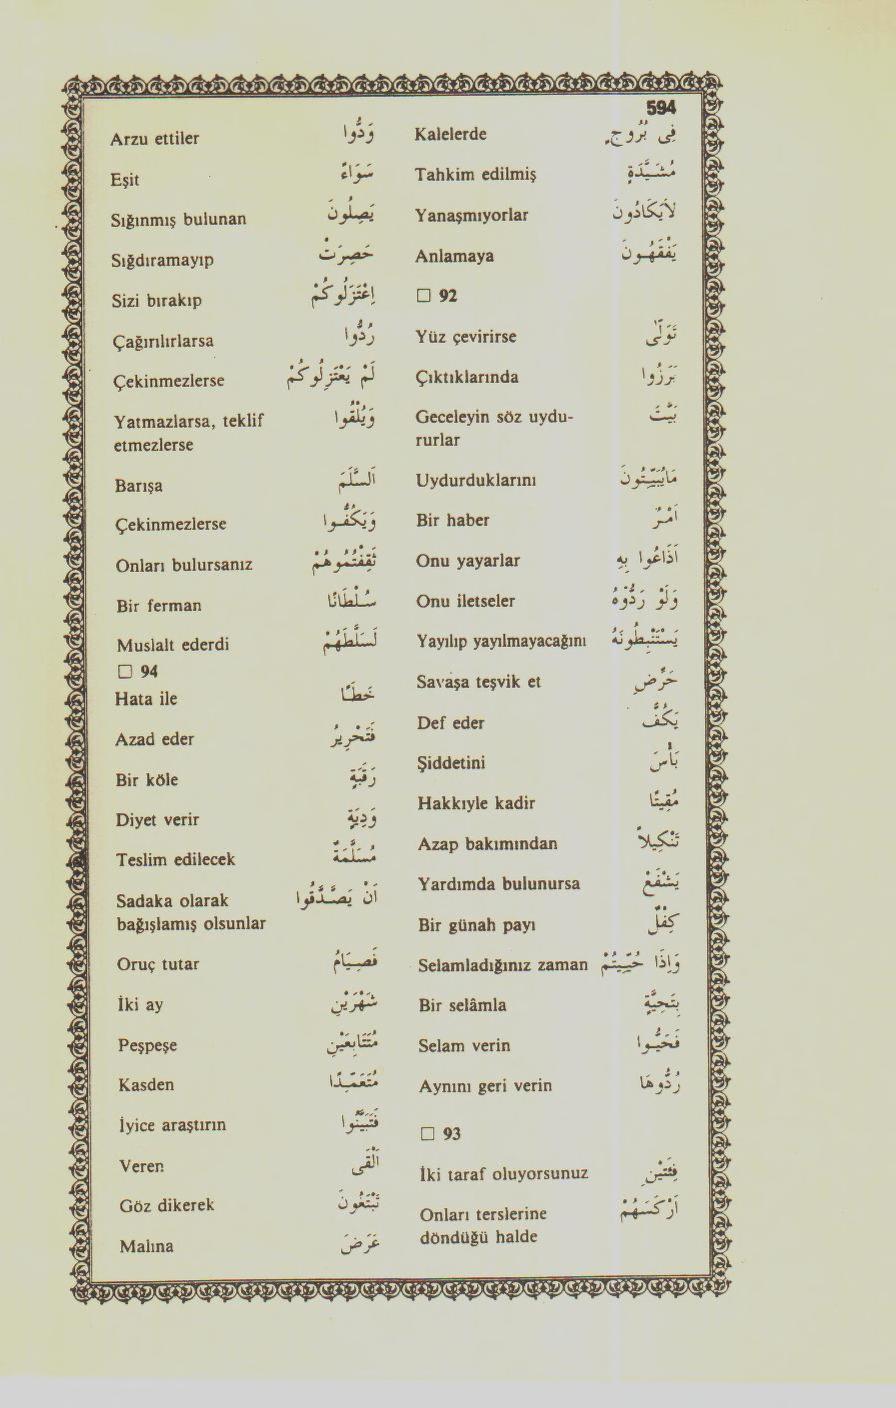 594
Kalelerde فِى بُرُوجٍ
Tahkim edilmiş مُشَيَّدَةٍ
Yanaşmıyorlar لَايَكَادُونَ
Anlamaya يَفْقَهُونَ
□ 92
Yüz çevirirse تَوَلّٰى
Çıktıklarında بَرَزُوا
Geceleyin söz uydu-
rurlar بَيَّتَ
Uydurduklarını مَايُبَيِّتُونَ
Bir haber اَمْرٌ
Onu yayarlar اَذَاعُوا بِهِ
Onu iletseler وَلَوْ رَدُّوهُ
Yayılıp yayılmayacağını يَسْتَنْبِطُونَهُ
Savaşa teşvik et حَرِّضِ
Def eder يَكُفَّ
Şiddetini بَأْسَ
Hakkıyle kadir مُقِيتًا
Azap bakımından تَنْكِيلاً
Yardımda bulunursa يَشْفَعْ
Bir günah payı كِفْلٌ
Selamladığınız zaman وَاِذَا حُيِّيتُمْ
Bir selâmla بِتَحِيَّةٍ
Selam verin فَحَيُّوا
Aynını geri verin رُدُّوهَا
□ 93
İki taraf oluyorsunuz فِئَتَيْنِ
Onları terslerine اَرْكَسَهُمْ
döndüğü halde
Arzu ettiler وَدُّوا
Eşit سَوَاءً
Sığınmış bulunan يَصِلُونَ
Sığdıramayıp حَصِرَتْ
Sizi bırakıp اِعْتَزَلُوكُمْ
Çağırılırlarsa رُدُّوا
Çekinmezlerse لَمْ يَعْتَزِلُوكُمْ
Yatmazlarsa, teklif وَيُلْقُوا
etmezlerse
Barışa اَلسَّلَمَ
Çekinmezlerse وَيَكُفُّوا
Onları bulursanız ثَقِفْتُمُوهُمْ
Bir ferman سُلْطَانًا
Muslalt ederdi لَسَلَّطَهُمْ
□ 94
Hata ile خَطَـًٔا
Azad eder فَتَحْرِيرُ
Bir köle رَقَبَةٍ
Diyet verir وَدِيَةٌ
Teslim edilecek مُسَلَّمَةٌ
Sadaka olarak اَنْ يَصَّدَّقُوا
bağışlamış olsunlar
Oruç tutar فَصِيَامُ
İki ay شَهْرَيْنِ
Peşpeşe مُتَتَابِعَيْنِ
Kasden مُتَعَمِّدًا
İyice araştırın فَتَبَيَّنُوا
Veren اَلْقٰى
Göz dikerek تَبْتَغُونَ
Malına عَرَضَ